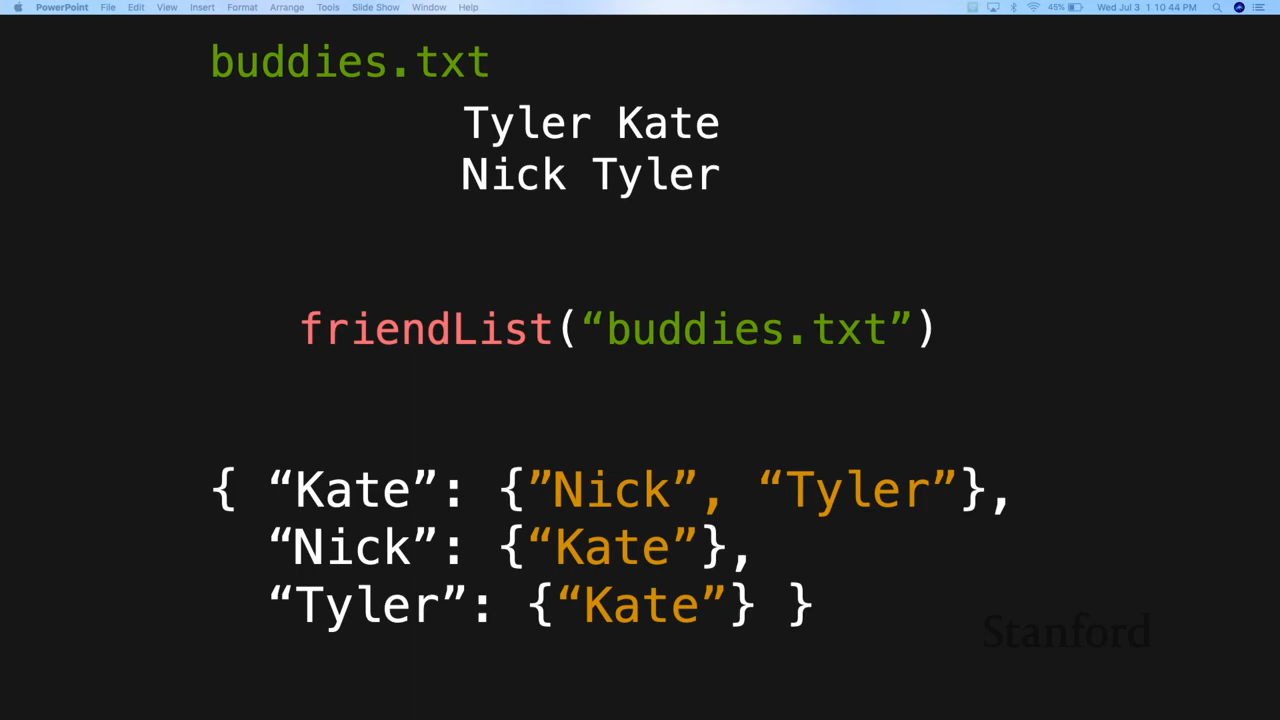 PowerPoint File Edit View Insert Format Arrange Tools Slide Show Window Help 45% Wed Jul 3 1:10:44 PM
buddies.txt
Tyler Kate
Nick Tyler
friendList(“buddies.txt”)
{ “Kate”: {”Nick”, “Tyler”},
“Nick”: {“Kate”},
“Tyler”: {“Kate”} }
Stanford